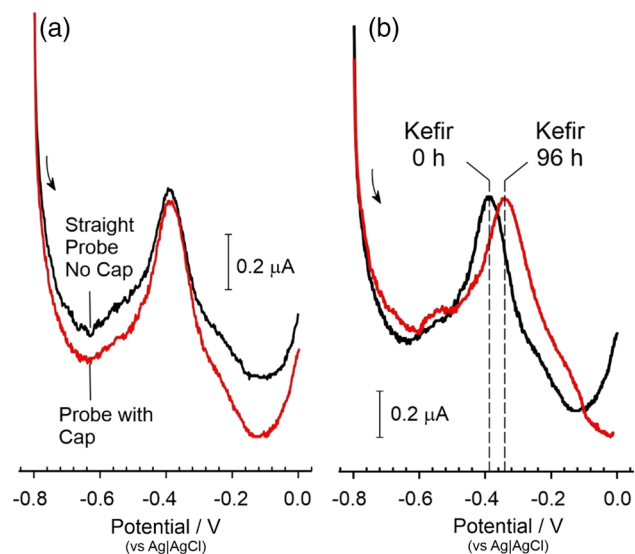 (a)
Straight
Probe
No Cap
0.2 μA
Probe with
Cap
-0.8 -0.6 -0.4 -0.2 0.0
Potential / V
(vs Ag|AgCl)
(b)
Kefir Kefir
0 h 96 h
0.2 μA
-0.8 -0.6 -0.4 -0.2 0.0
Potential / V
(vs Ag|AgCl)